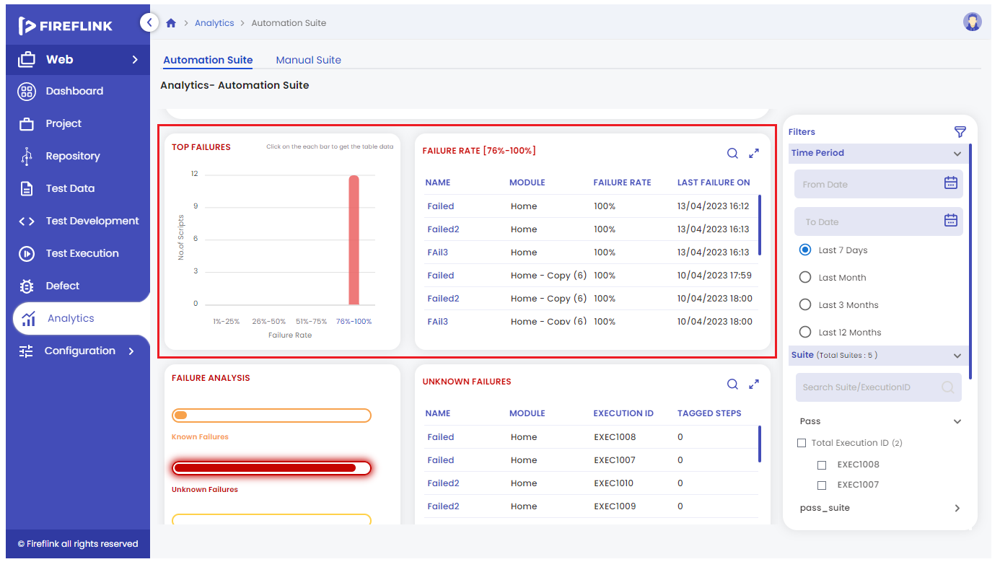 FIREFLINK
Web
Dashboard
Project
Repository
Test Data
Test Development
Test Execution
Defect
Analytics
Configuration
© Fireflink all rights reserved
Analytics
Automation Suite
Automation Suite
Manual Suite
Analytics- Automation Suite
TOP FAILURES
Click on the each bar to get the table data
12
9
6
3
0
No.of Scripts
1%-25% 26%-50% 51%-75% 76%-100%
Failure Rate
FAILURE RATE [76%-100%]
NAME MODULE FAILURE RATE LAST FAILURE ON
Failed Home 100% 13/04/2023 16:12
Failed2 Home 100% 13/04/2023 16:13
FAil3 Home 100% 13/04/2023 16:13
Failed Home - Copy (6) 100% 10/04/2023 17:59
Failed2 Home - Copy (6) 100% 10/04/2023 18:00
FAil3 Home - Copy (6) 100% 10/04/2023 18:00
FAILURE ANALYSIS
Known Failures
Unknown Failures
UNKNOWN FAILURES
NAME MODULE EXECUTION ID TAGGED STEPS
Failed Home EXEC1008 0
Failed Home EXEC1007 0
Failed2 Home EXEC1010 0
Failed2 Home EXEC1009 0
Filters
Time Period
From Date
To Date
Last 7 Days
Last Month
Last 3 Months
Last 12 Months
Suite (Total Suites : 5 )
Search Suite/ExecutionID
Pass
Total Execution ID (2)
EXEC1008
EXEC1007
pass_suite